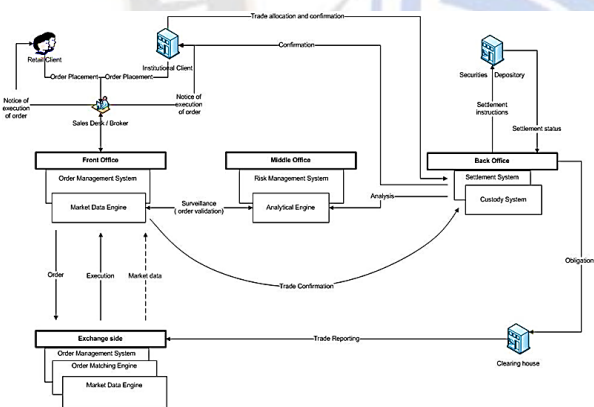 Trade allocation and confirmation
Confirmation
Retail Client
Institutional Client
Securities Depository
Order Placement
Order Placement
Notice of
execution
of order
Notice of
execution
of order
Settlement
instructions
Settlement status
Sales Desk / Broker
Front Office
Order Management System
Market Data Engine
Middle Office
Risk Management System
Analytical Engine
Back Office
Settlement System
Custody System
Surveillance
( order validation)
Analysis
Order
Execution
Market data
Trade Confirmation
Obligation
Exchange side
Order Management System
Order Matching Engine
Market Data Engine
Trade Reporting
Clearing house